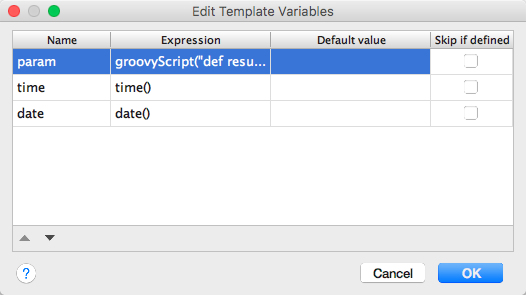 Edit Template Variables
Name Expression Default value Skip if defined
param groovyScript("def resu...
time time()
date date()
? Cancel OK